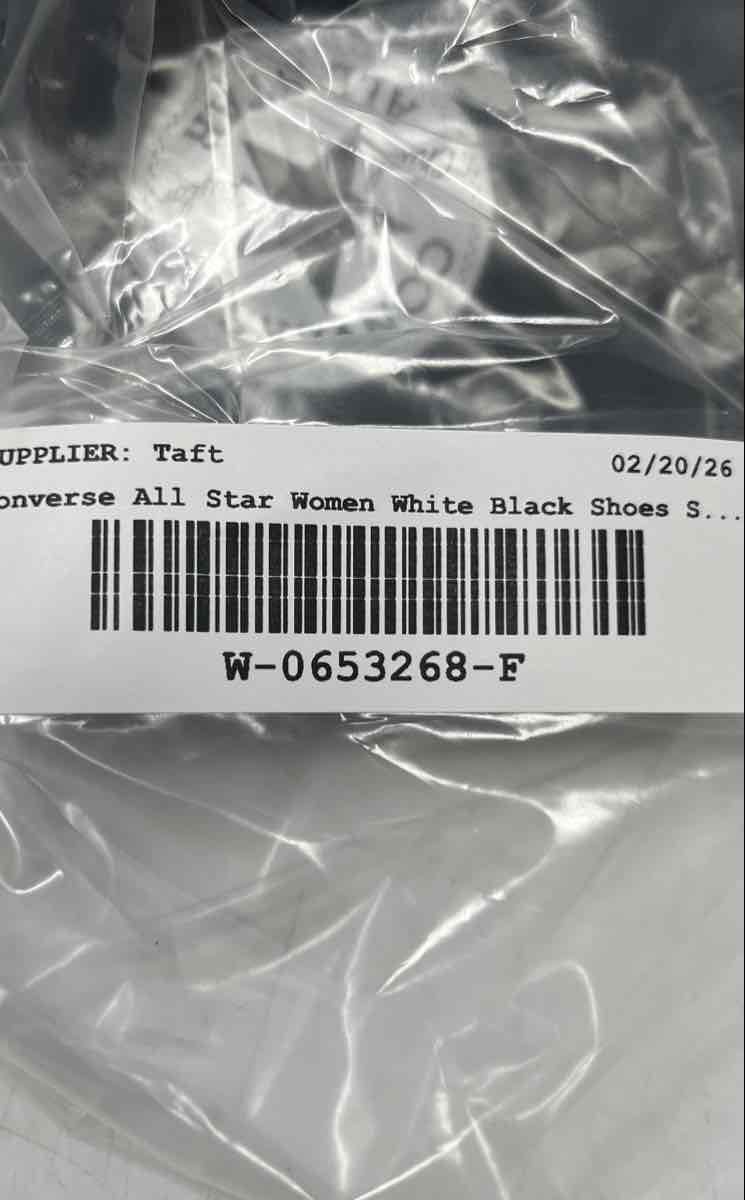 UPPLIER: Taft
02/20/26
onverse All Star Women White Black Shoes S...
W-0653268-F